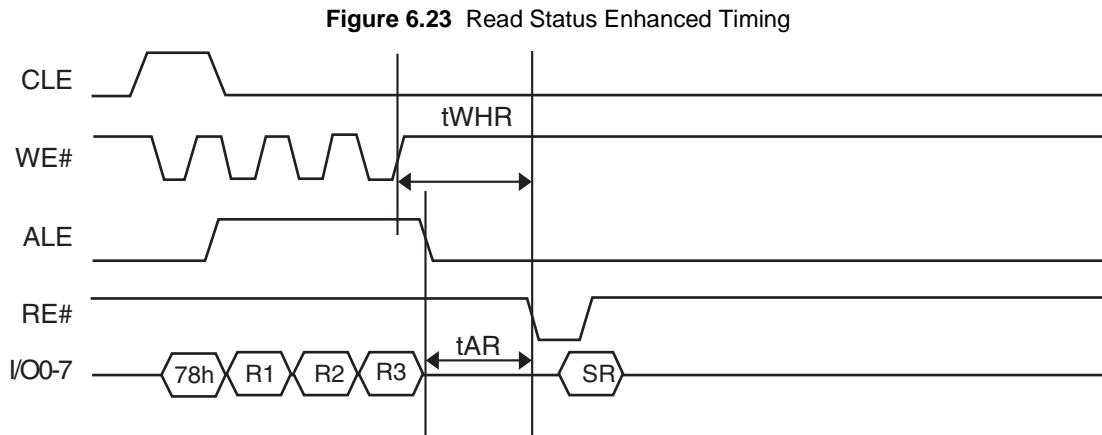 Figure 6.23 Read Status Enhanced Timing
CLE
tWHR
WE#
ALE
RE#
tAR
I/O0-7
78h R1 R2 R3 SR